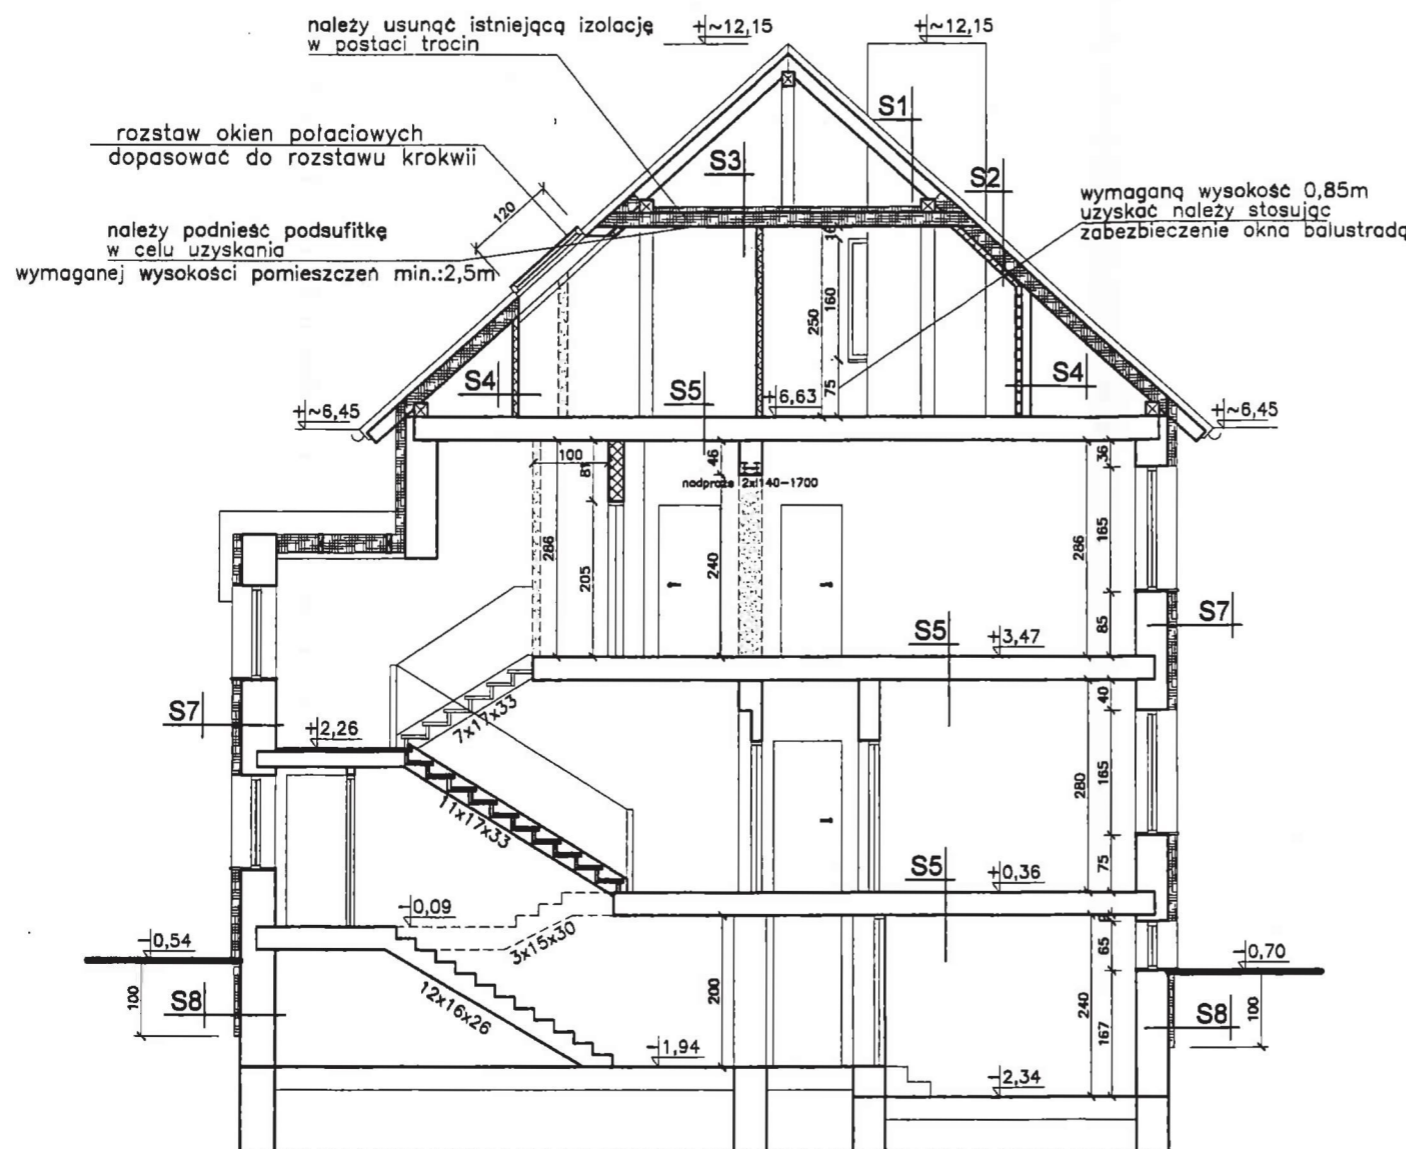 należy usunąć istniejącą izolację
w postaci trocin
+~12,15
+~12,15
rozstaw okien połaciowych
dopasować do rozstawu krokwii
S1
S3
S2
wymaganą wysokość 0,85m
uzyskać należy stosując
zabezbieczenie okna balustradą
120
należy podnieść podsufitkę
w celu uzyskania
wymaganej wysokości pomieszczeń min.:2,5m
16
160
250
75
S4
S5
+6,63
S4
+~6,45
+~6,45
100
81
46
36
nadproże 2xI140-1700
286
205
240
286
165
85
S7
S5
+3,47
S7
7x17x33
40
+2,26
11x17x33
280
165
75
S5
+0,36
-0,09
3x15x30
-0,54
65
-0,70
100
S8
12x16x26
200
240
167
S8
100
-1,94
-2,34